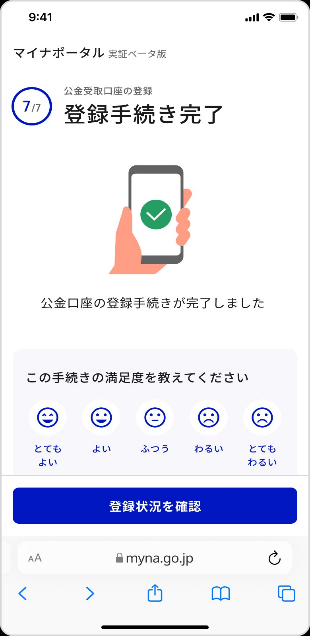 9:41
マイナポータル 実証ベータ版
7/7
公金受取口座の登録
登録手続き完了
公金口座の登録手続きが完了しました
この手続きの満足度を教えてください
とても
よい
よい
ふつう
わるい
とても
わるい
登録状況を確認
AA
myna.go.jp